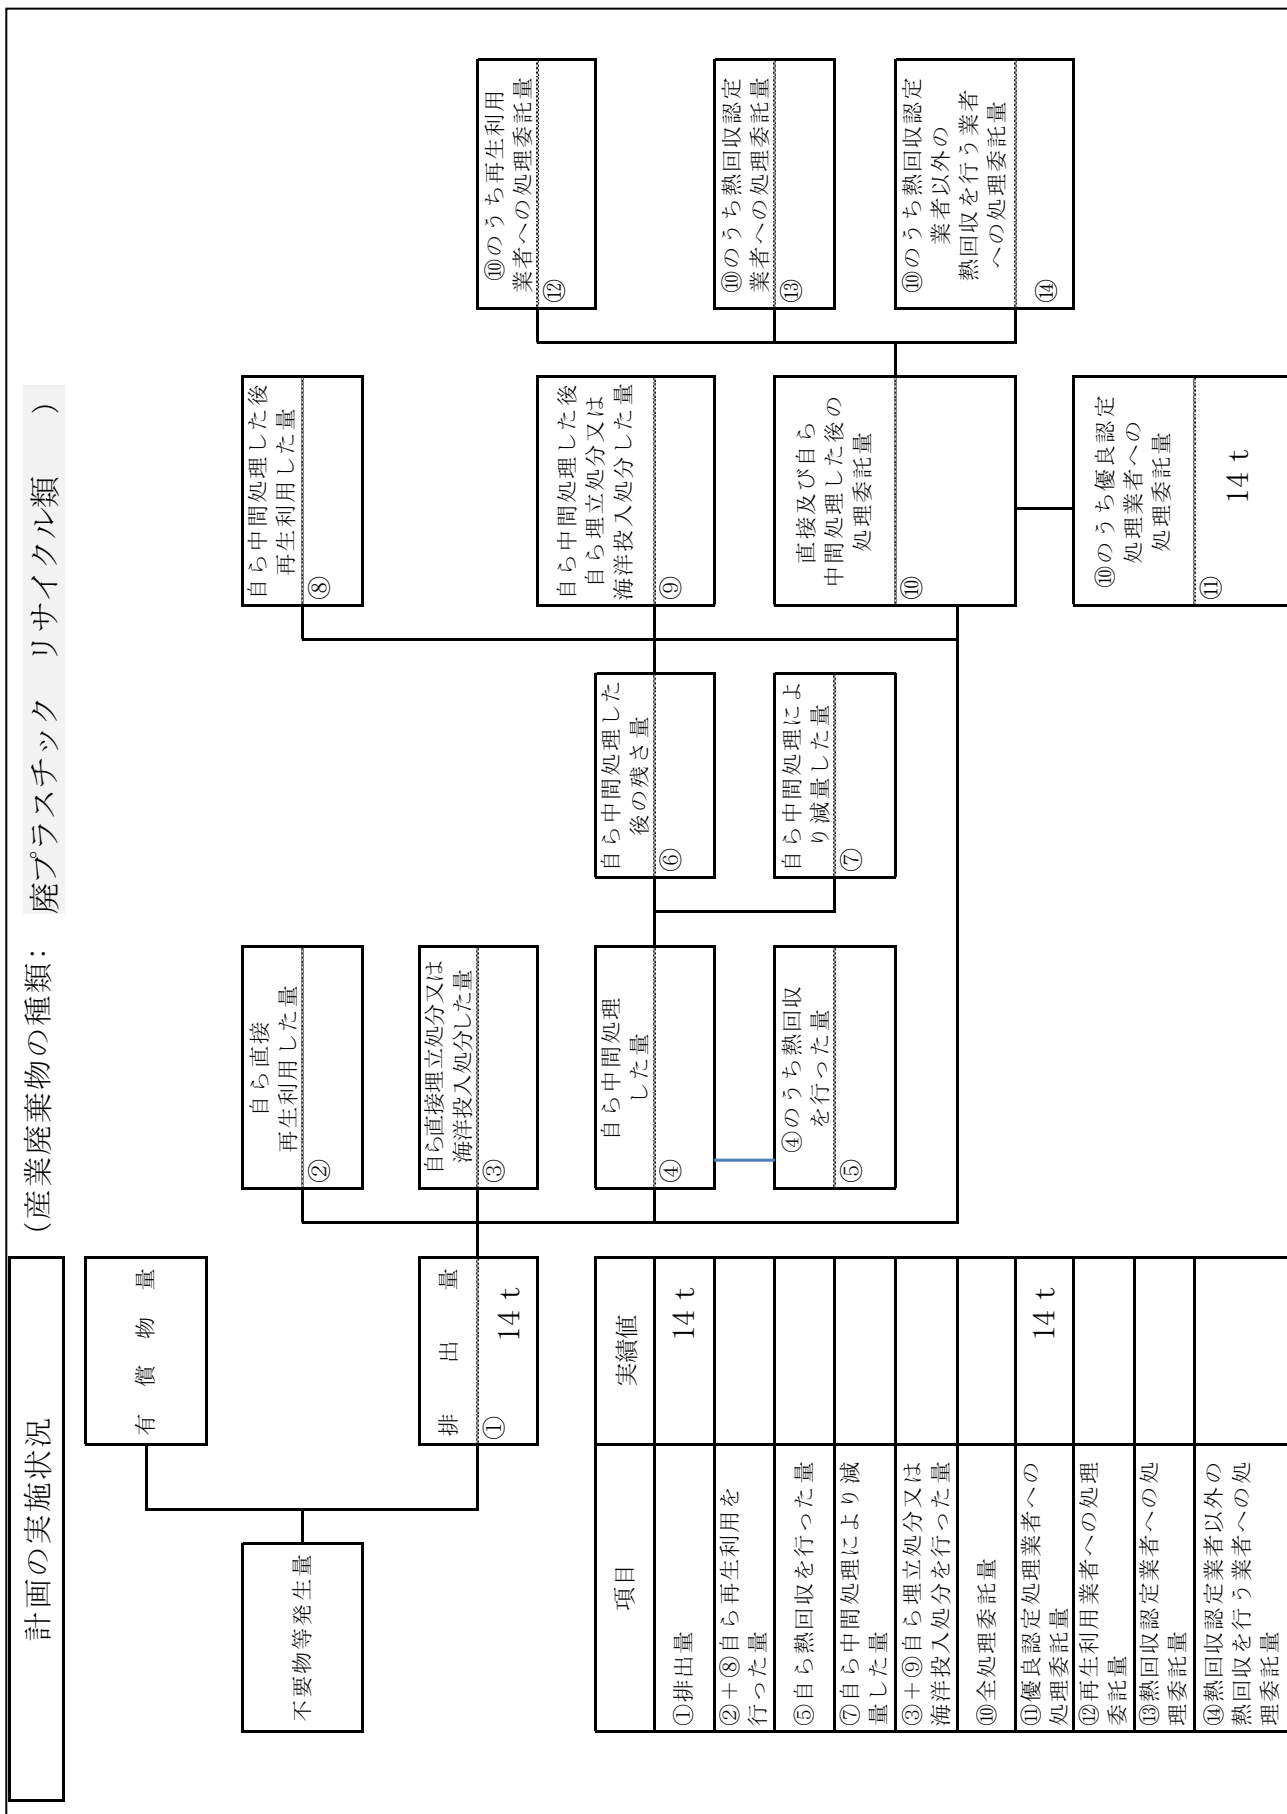 計画の実施状況
(産業廃棄物の種類: 廃プラスチック リサイクル類 )
有償物量
不要物等発生量
排出量
①
14 t
自ら直接
再生利用した量
②
自ら直接埋立処分又は
海洋投入処分した量
③
自ら中間処理
した量
④
④のうち熱回収
を行った量
⑤
自ら中間処理した
後の残さ量
⑥
自ら中間処理によ
り減量した量
⑦
自ら中間処理した後
再生利用した量
⑧
自ら中間処理した後
自ら埋立処分又は
海洋投入処分した量
⑨
直接及び自ら
中間処理した後の
処理委託量
⑩
⑩のうち優良認定
処理業者への
処理委託量
⑪
14 t
⑩のうち再生利用
業者への処理委託量
⑫
⑩のうち熱回収認定
業者への処理委託量
⑬
⑩のうち熱回収認定
業者以外の
熱回収を行う業者
への処理委託量
⑭
項目 実績値
①排出量 14 t
②+⑧自ら再生利用を
行った量
⑤自ら熱回収を行った量
⑦自ら中間処理により減
量した量
③+⑨自ら埋立処分又は
海洋投入処分を行った量
⑩全処理委託量
⑪優良認定処理業者への
処理委託量 14 t
⑫再生利用業者への処理
委託量
⑬熱回収認定業者への処
理委託量
⑭熱回収認定業者以外の
熱回収を行う業者への処
理委託量